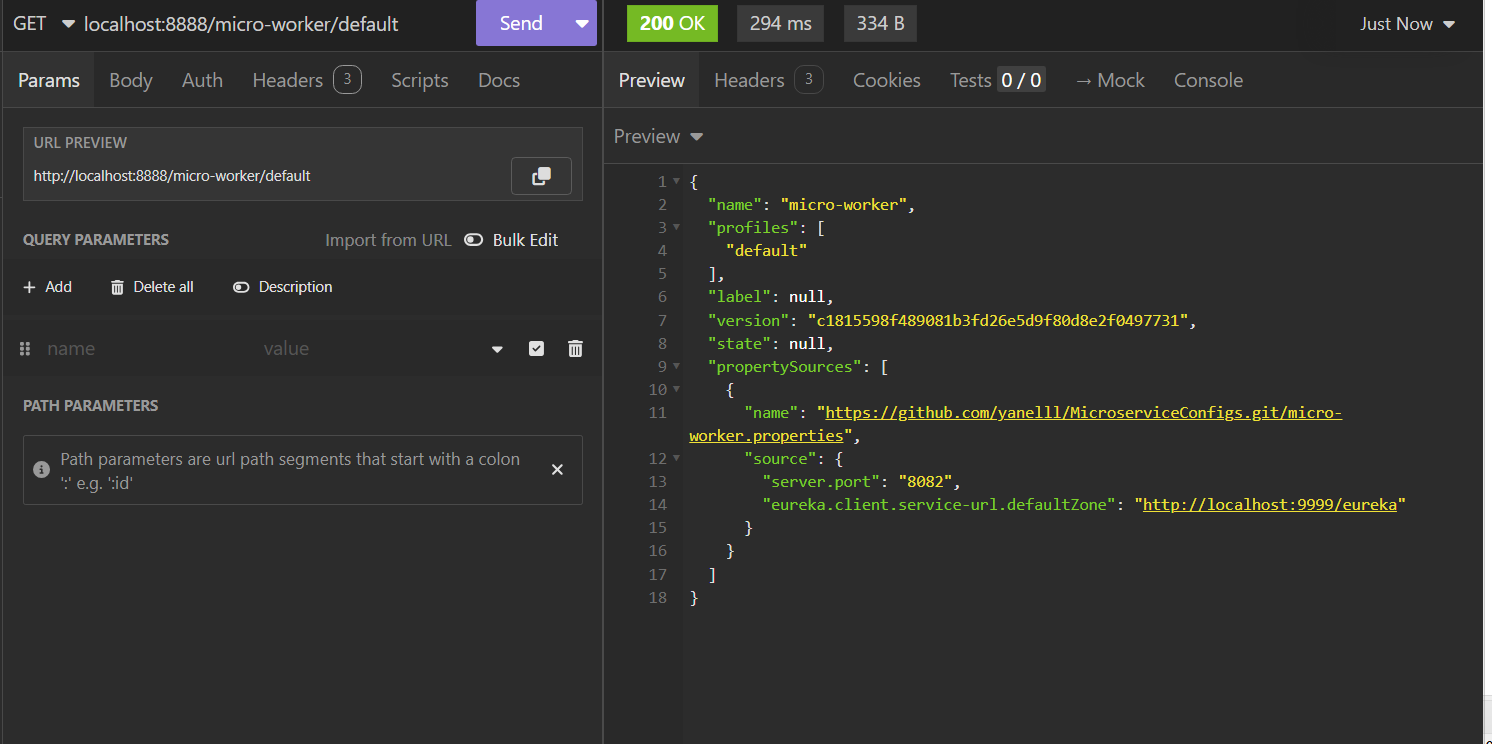 GET localhost:8888/micro-worker/default Send
200 OK 294 ms 334 B Just Now
Params Body Auth Headers 3 Scripts Docs
Preview Headers 3 Cookies Tests 0 / 0 → Mock Console
URL PREVIEW
http://localhost:8888/micro-worker/default
QUERY PARAMETERS Import from URL Bulk Edit
+ Add Delete all Description
name value
PATH PARAMETERS
Path parameters are url path segments that start with a colon
':' e.g. ':id'
Preview
1 {
2 "name": "micro-worker",
3 "profiles": [
4 "default"
5 ],
6 "label": null,
7 "version": "c1815598f489081b3fd26e5d9f80d8e2f0497731",
8 "state": null,
9 "propertySources": [
10 {
11 "name": "https://github.com/yanelll/MicroserviceConfigs.git/micro-
worker.properties",
12 "source": {
13 "server.port": "8082",
14 "eureka.client.service-url.defaultZone": "http://localhost:9999/eureka"
15 }
16 }
17 ]
18 }